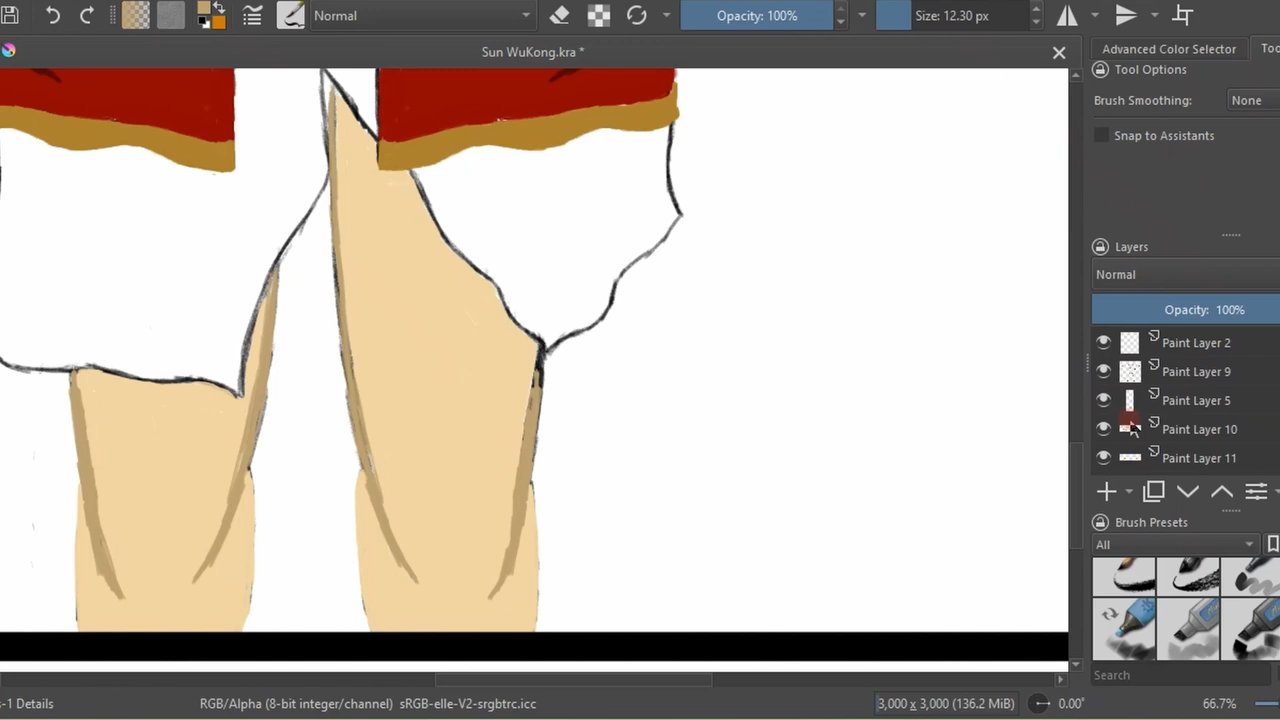 Normal
Opacity: 100%
Size: 12.30 px
Sun WuKong.kra *
Advanced Color Selector
Too
Tool Options
Brush Smoothing:
None
Snap to Assistants
Layers
Normal
Opacity: 100%
Paint Layer 2
Paint Layer 9
Paint Layer 5
Paint Layer 10
Paint Layer 11
Brush Presets
All
Search
s-1 Details
RGB/Alpha (8-bit integer/channel) sRGB-elle-V2-srgbtrc.icc
3,000 x 3,000 (136.2 MiB)
0.00°
66.7%